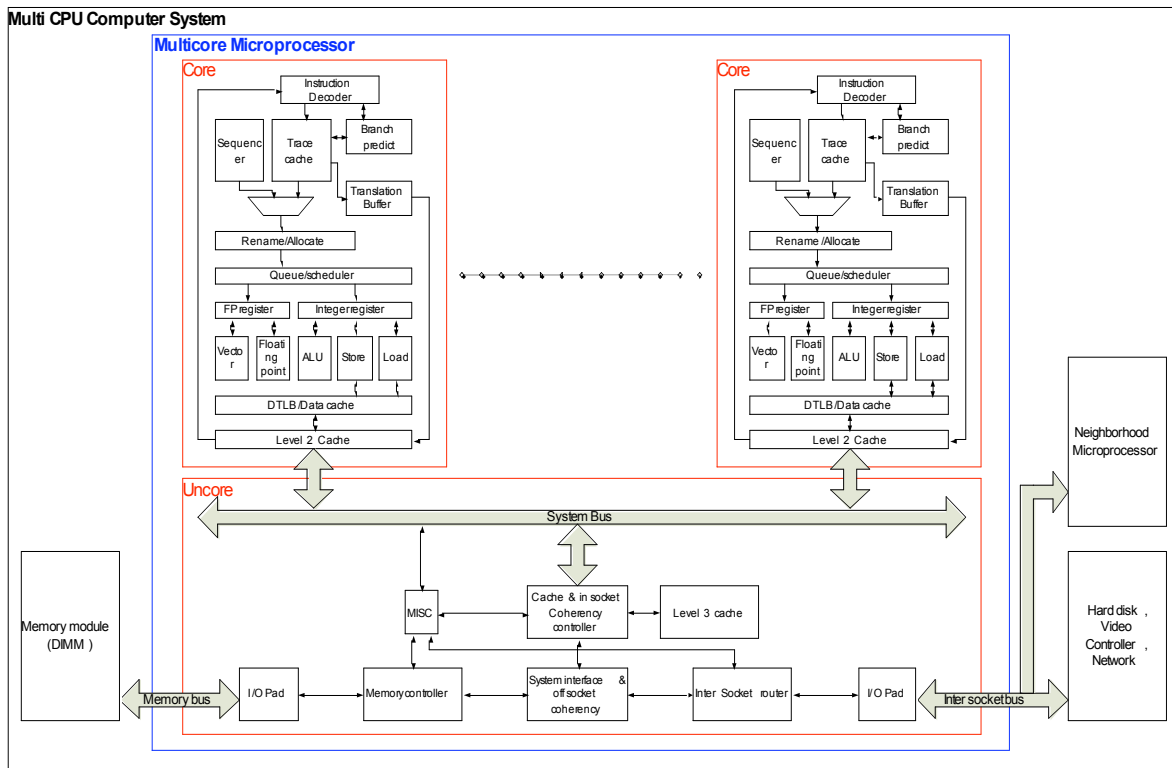 Multi CPU Computer System
Multicore Microprocessor
Core
Instruction
Decoder
Sequenc
er
Trace
cache
Branch
predict
Translation
Buffer
Rename/Allocate
Queue/scheduler
FP register
Integer register
Vecto
r
Floati
ng
point
ALU
Store
Load
DTLB/Data cache
Level 2 Cache
Core
Instruction
Decoder
Sequenc
er
Trace
cache
Branch
predict
Translation
Buffer
Rename/Allocate
Queue/scheduler
FP register
Integer register
Vecto
r
Floati
ng
point
ALU
Store
Load
DTLB/Data cache
Level 2 Cache
Uncore
System Bus
MISC
Cache & in socket
Coherency
controller
Level 3 cache
Memory module
(DIMM)
Memory bus
I/O Pad
Memory controller
System interface &
off socket
coherency
Inter Socket router
I/O Pad
Inter socket bus
Neighborhood
Microprocessor
Hard disk ,
Video
Controller ,
Network